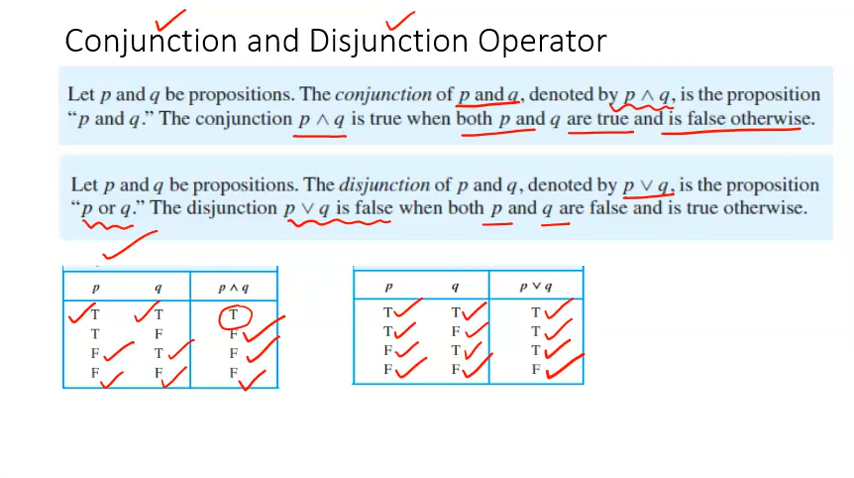 Conjunction and Disjunction Operator
Let p and q be propositions. The conjunction of p and q, denoted by p ∧ q, is the proposition
“p and q.” The conjunction p ∧ q is true when both p and q are true and is false otherwise.
Let p and q be propositions. The disjunction of p and q, denoted by p ∨ q, is the proposition
“p or q.” The disjunction p ∨ q is false when both p and q are false and is true otherwise.
p q p ∧ q
T T T
T F F
F T F
F F F
p q p ∨ q
T T T
T F T
F T T
F F F